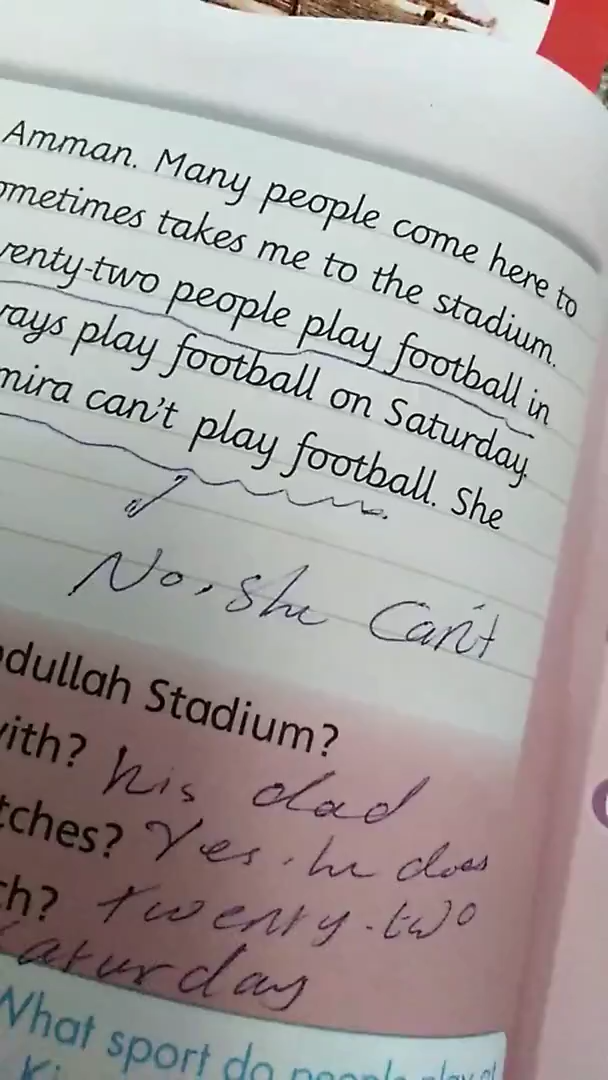 Amman. Many people come here to
ometimes takes me to the stadium.
enty-two people play football in
ays play football on Saturday.
mira can't play football. She
No, she Can't
dullah Stadium?
ith? his dad
tches? Yes. he does
ch? twenty-two
aturday
What sport do people play